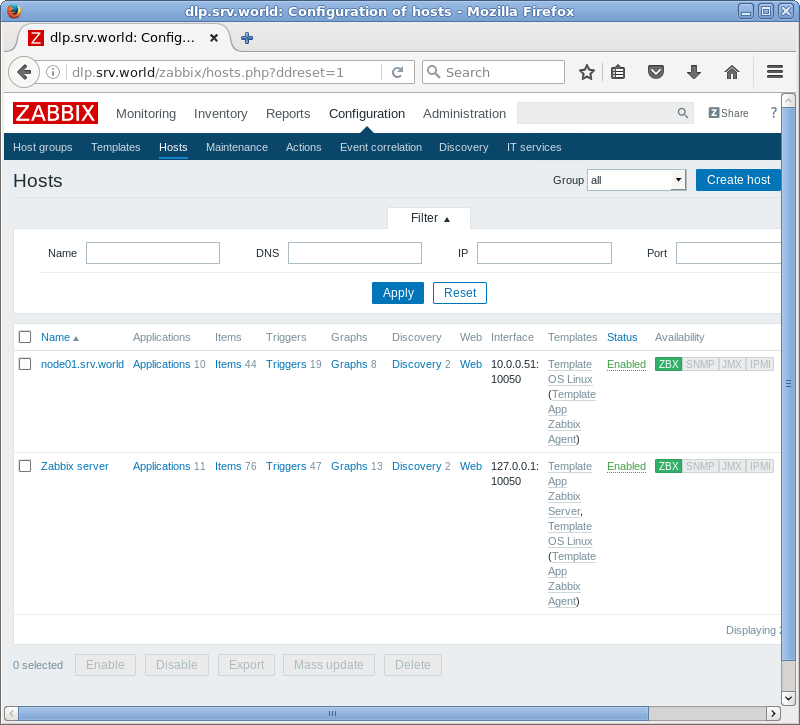 dlp.srv.world: Configuration of hosts - Mozilla Firefox
dlp.srv.world: Config...
dlp.srv.world/zabbix/hosts.php?ddreset=1
Search
ZABBIX Monitoring Inventory Reports Configuration Administration Z Share ?
Host groups Templates Hosts Maintenance Actions Event correlation Discovery IT services
Hosts Group all Create host
Filter
Name DNS IP Port
Apply Reset
Name Applications Items Triggers Graphs Discovery Web Interface Templates Status Availability
node01.srv.world Applications 10 Items 44 Triggers 19 Graphs 8 Discovery 2 Web 10.0.0.51: Template Enabled ZBX SNMP JMX IPMI
10050 OS Linux
(Template
App
Zabbix
Agent)
Zabbix server Applications 11 Items 76 Triggers 47 Graphs 13 Discovery 2 Web 127.0.0.1: Template Enabled ZBX SNMP JMX IPMI
10050 App
Zabbix
Server,
Template
OS Linux
(Template
App
Zabbix
Agent)
Displaying
0 selected Enable Disable Export Mass update Delete